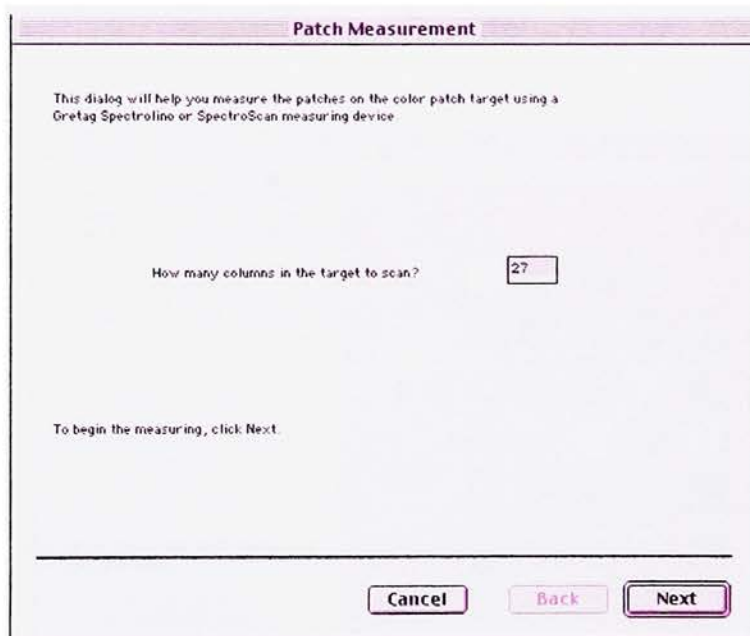 Patch Measurement
This dialog will help you measure the patches on the color patch target using a
Gretag Spectrolino or SpectroScan measuring device
How many columns in the target to scan?
27
To begin the measuring, click Next.
Cancel
Back
Next